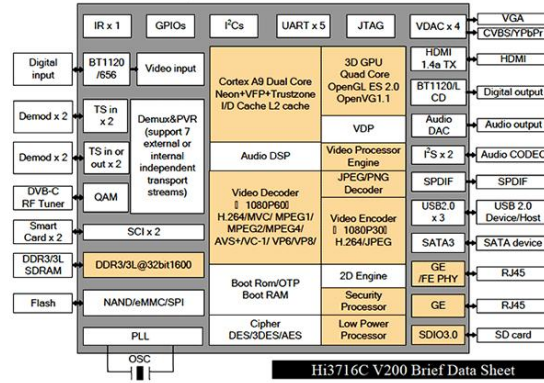 IR x 1
GPIOs
I²Cs
UART x 5
JTAG
VDAC x 4
VGA
CVBS/YPbPr
Digital
input
BT1120
/656
Video input
Cortex A9 Dual Core
Neon+VFP+Trustzone
I/D Cache L2 cache
3D GPU
Quad Core
OpenGL ES 2.0
OpenVG1.1
HDMI
1.4a TX
HDMI
BT1120/L
CD
Digital output
Demod x 2
TS in
x 2
Demux&PVR
(support 7
external or
internal
independent
transport
streams)
VDP
Audio
DAC
Audio output
Demod x 2
TS in or
out x 2
Audio DSP
Video Processor
Engine
I²S x 2
Audio CODEC
JPEG/PNG
Decoder
SPDIF
SPDIF
DVB-C
RF Tuner
QAM
Video Decoder
1080P60
H.264/MVC/ MPEG1/
MPEG2/MPEG4/
AVS+/VC-1/ VP6/VP8/
Video Encoder
1080P30
H.264/JPEG
USB2.0
x 3
USB 2.0
Device/Host
Smart
Card x 2
SCI x 2
SATA3
SATA device
DDR3/3L
SDRAM
DDR3/3L@32bit1600
Boot Rom/OTP
Boot RAM
2D Engine
GE
/FE PHY
RJ45
Flash
NAND/eMMC/SPI
Security
Processor
GE
RJ45
PLL
Cipher
DES/3DES/AES
Low Power
Processor
SDIO3.0
SD card
OSC
Hi3716C V200 Brief Data Sheet